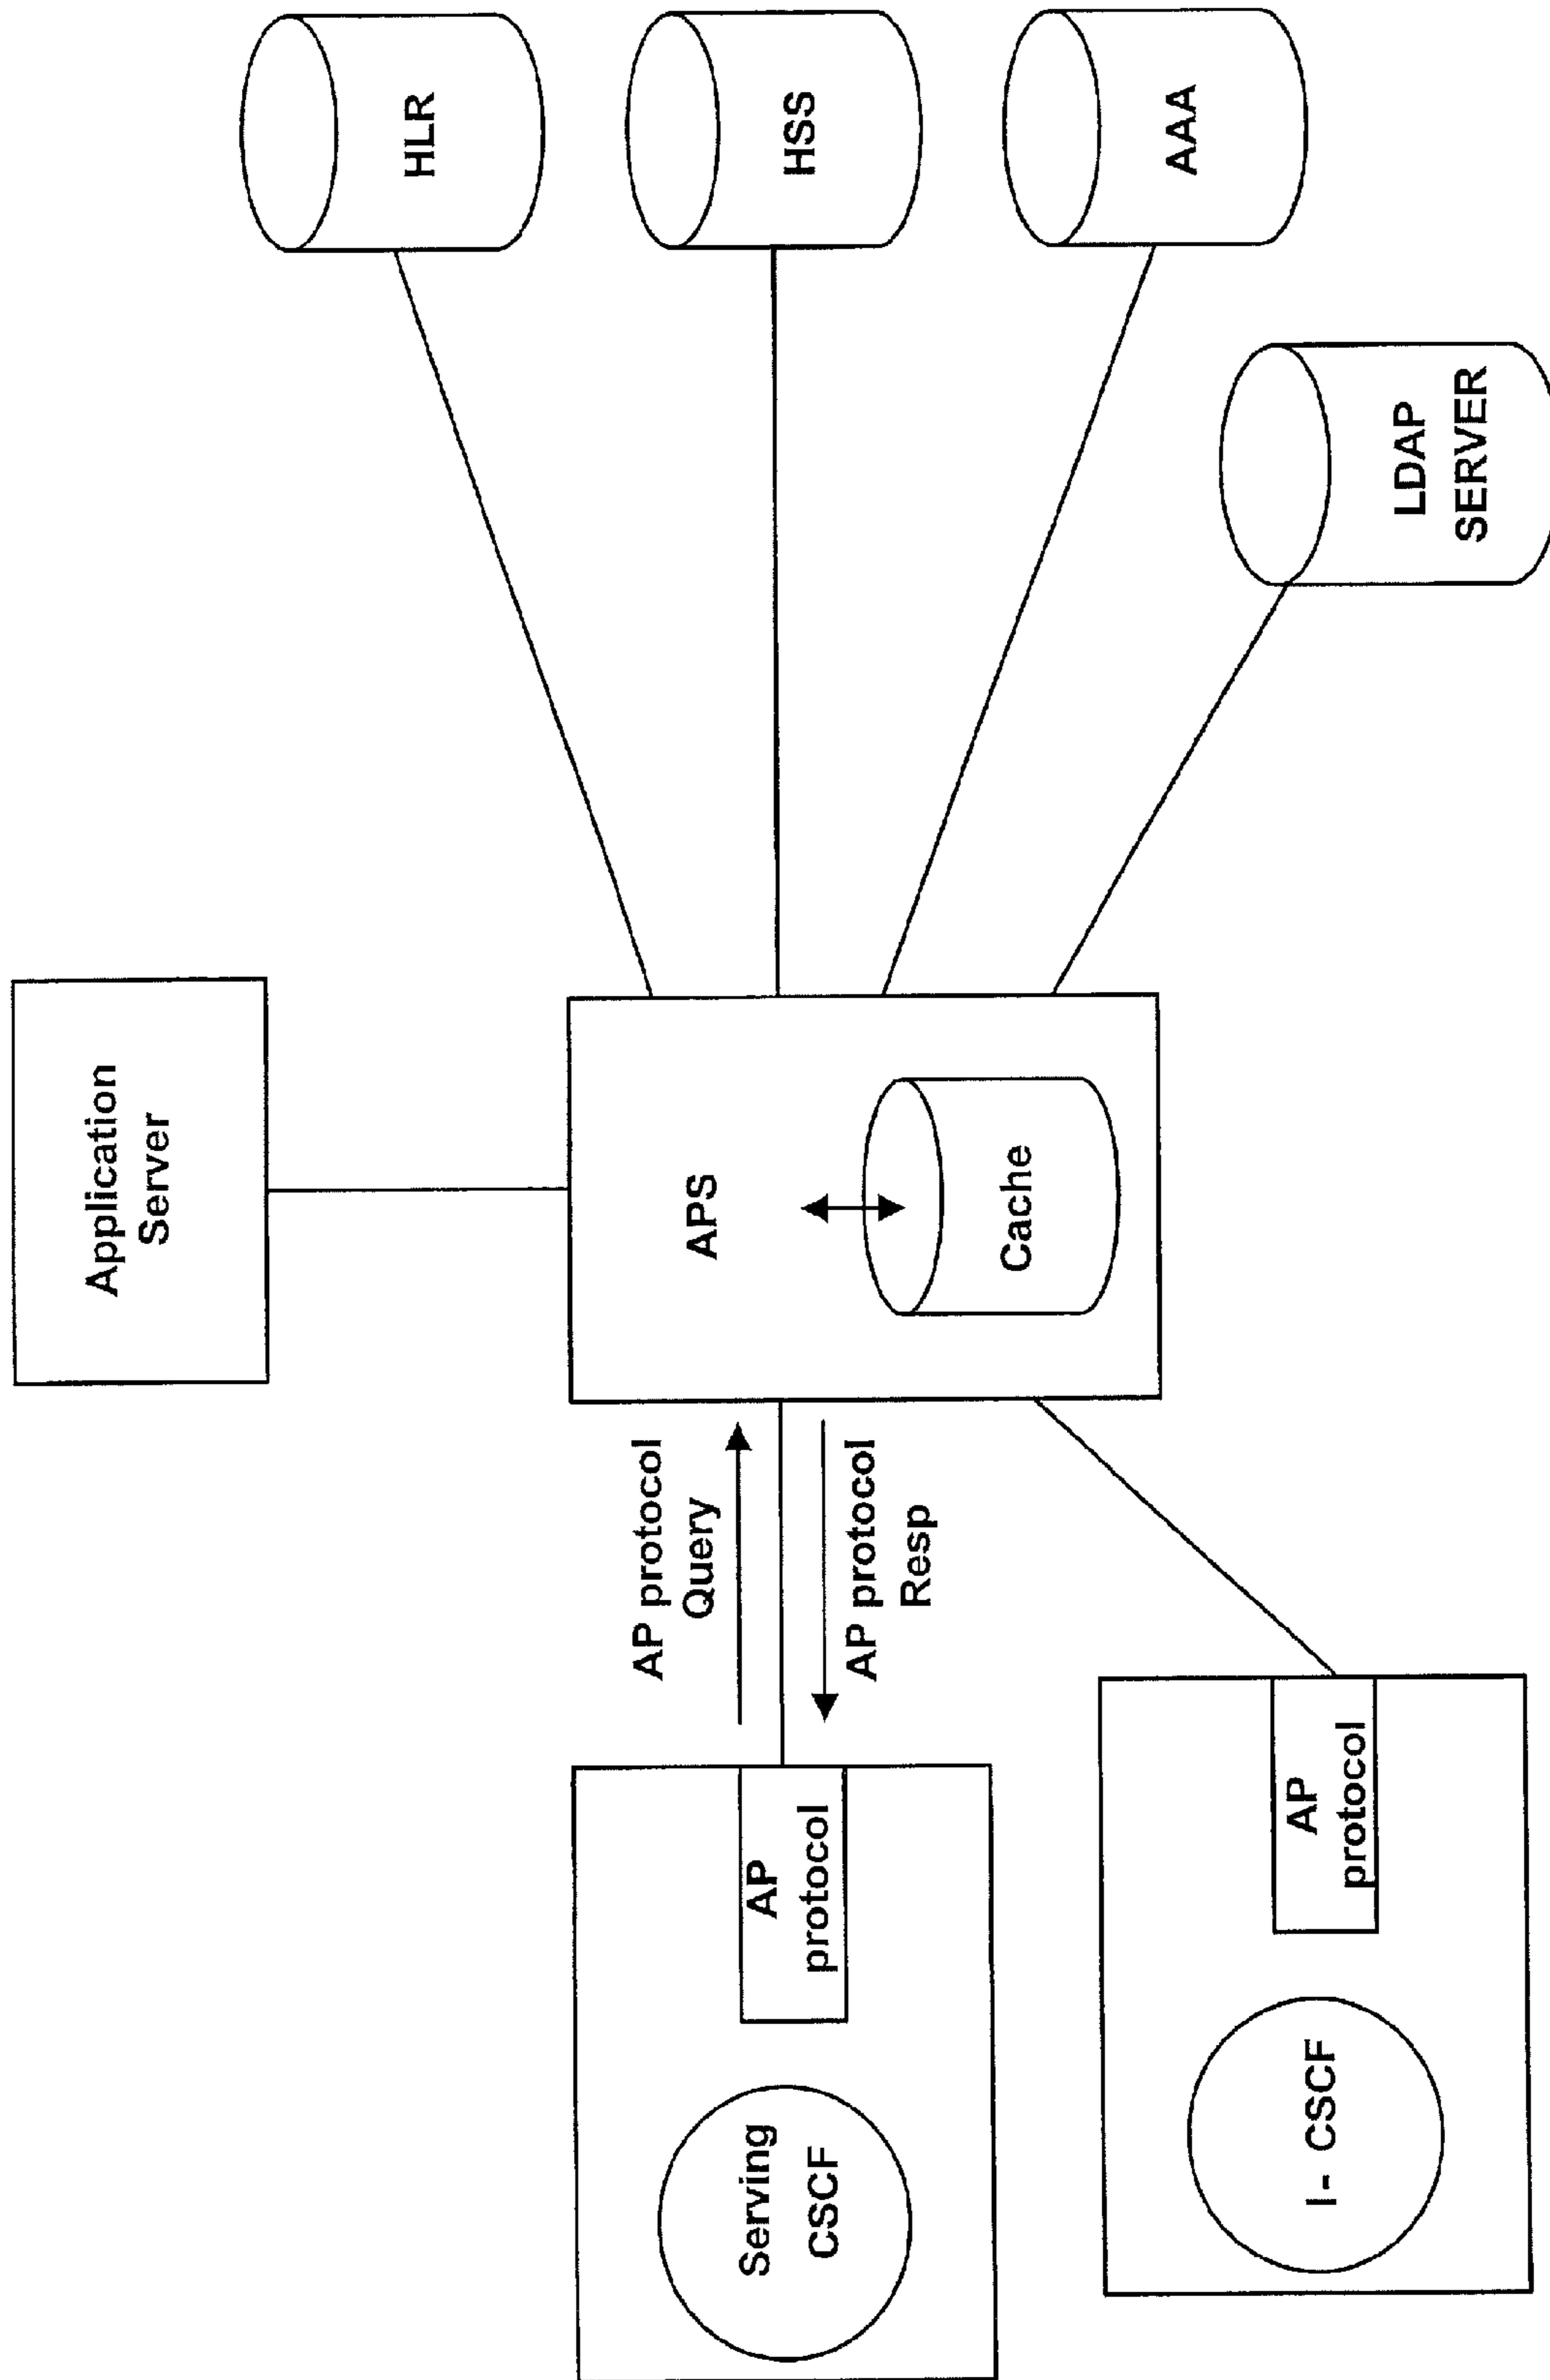 Application
Server
HLR
HSS
AAA
LDAP
SERVER
APS
Cache
AP protocol
Query
AP protocol
Resp
Serving
CSCF
AP
protocol
I- CSCF
AP
protocol